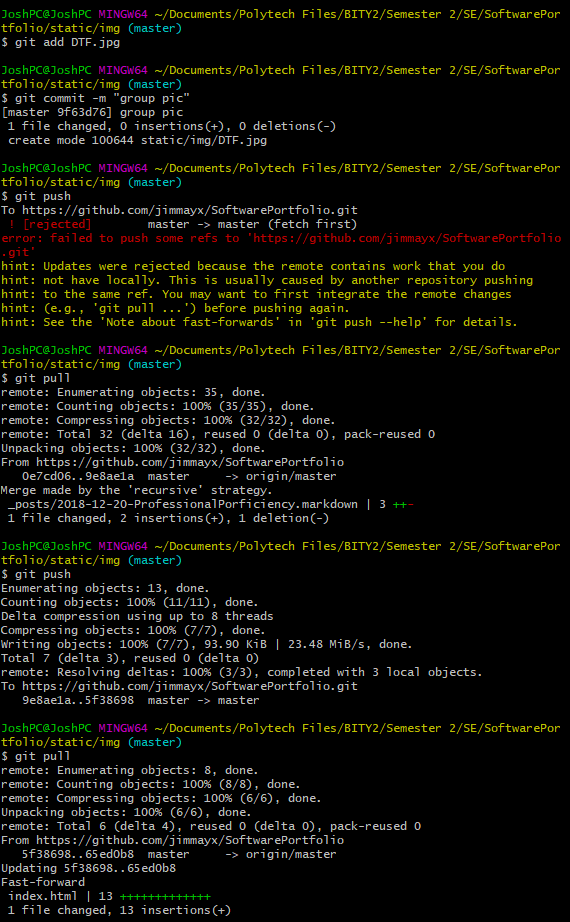 JoshPC@JoshPC MINGW64 ~/Documents/Polytech Files/BITY2/Semester 2/SE/SoftwarePor
tfolio/static/img (master)
$ git add DTF.jpg
JoshPC@JoshPC MINGW64 ~/Documents/Polytech Files/BITY2/Semester 2/SE/SoftwarePor
tfolio/static/img (master)
$ git commit -m "group pic"
[master 9f63d76] group pic
 1 file changed, 0 insertions(+), 0 deletions(-)
 create mode 100644 static/img/DTF.jpg
JoshPC@JoshPC MINGW64 ~/Documents/Polytech Files/BITY2/Semester 2/SE/SoftwarePor
tfolio/static/img (master)
$ git push
To https://github.com/jimmayx/SoftwarePortfolio.git
 ! [rejected]        master -> master (fetch first)
error: failed to push some refs to 'https://github.com/jimmayx/SoftwarePortfolio
.git'
hint: Updates were rejected because the remote contains work that you do
hint: not have locally. This is usually caused by another repository pushing
hint: to the same ref. You may want to first integrate the remote changes
hint: (e.g., 'git pull ...') before pushing again.
hint: See the 'Note about fast-forwards' in 'git push --help' for details.
JoshPC@JoshPC MINGW64 ~/Documents/Polytech Files/BITY2/Semester 2/SE/SoftwarePor
tfolio/static/img (master)
$ git pull
remote: Enumerating objects: 35, done.
remote: Counting objects: 100% (35/35), done.
remote: Compressing objects: 100% (32/32), done.
remote: Total 32 (delta 16), reused 0 (delta 0), pack-reused 0
Unpacking objects: 100% (32/32), done.
From https://github.com/jimmayx/SoftwarePortfolio
   0e7cd06..9e8ae1a  master     -> origin/master
Merge made by the 'recursive' strategy.
 _posts/2018-12-20-ProfessionalPorficiency.markdown | 3 ++-
 1 file changed, 2 insertions(+), 1 deletion(-)
JoshPC@JoshPC MINGW64 ~/Documents/Polytech Files/BITY2/Semester 2/SE/SoftwarePor
tfolio/static/img (master)
$ git push
Enumerating objects: 13, done.
Counting objects: 100% (11/11), done.
Delta compression using up to 8 threads
Compressing objects: 100% (7/7), done.
Writing objects: 100% (7/7), 93.90 KiB | 23.48 MiB/s, done.
Total 7 (delta 3), reused 0 (delta 0)
remote: Resolving deltas: 100% (3/3), completed with 3 local objects.
To https://github.com/jimmayx/SoftwarePortfolio.git
   9e8ae1a..5f38698  master -> master
JoshPC@JoshPC MINGW64 ~/Documents/Polytech Files/BITY2/Semester 2/SE/SoftwarePor
tfolio/static/img (master)
$ git pull
remote: Enumerating objects: 8, done.
remote: Counting objects: 100% (8/8), done.
remote: Compressing objects: 100% (6/6), done.
Unpacking objects: 100% (6/6), done.
remote: Total 6 (delta 4), reused 0 (delta 0), pack-reused 0
From https://github.com/jimmayx/SoftwarePortfolio
   5f38698..65ed0b8  master     -> origin/master
Updating 5f38698..65ed0b8
Fast-forward
 index.html | 13 +++++++++++++
 1 file changed, 13 insertions(+)